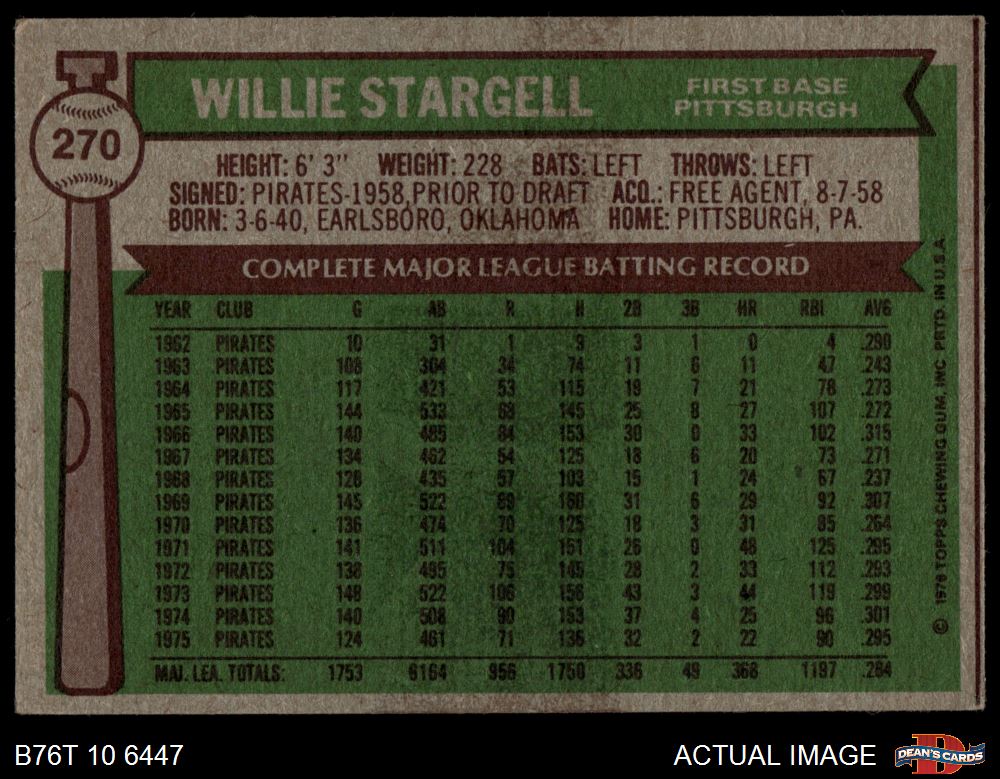 WILLIE STARGELL
FIRST BASE
PITTSBURGH
270
HEIGHT: 6' 3" WEIGHT: 228 BATS: LEFT THROWS: LEFT
SIGNED: PIRATES-1958, PRIOR TO DRAFT ACQ.: FREE AGENT, 8-7-58
BORN: 3-6-40, EARLSBORO, OKLAHOMA HOME: PITTSBURGH, PA.
COMPLETE MAJOR LEAGUE BATTING RECORD
YEAR CLUB G AB R H 2B 3B HR RBI AVG
1962 PIRATES 10 31 1 9 3 1 0 4 .290
1963 PIRATES 108 304 34 74 11 6 11 47 .243
1964 PIRATES 117 421 53 115 19 7 21 78 .273
1965 PIRATES 144 533 68 145 25 8 27 107 .272
1966 PIRATES 140 485 84 153 30 0 33 102 .315
1967 PIRATES 134 462 54 125 18 6 20 73 .271
1968 PIRATES 128 435 57 103 15 1 24 67 .237
1969 PIRATES 145 522 89 160 31 6 29 92 .307
1970 PIRATES 136 474 70 125 18 3 31 85 .264
1971 PIRATES 141 511 104 151 26 0 48 125 .295
1972 PIRATES 138 495 75 145 28 2 33 112 .293
1973 PIRATES 148 522 106 156 43 3 44 119 .299
1974 PIRATES 140 508 90 153 37 4 25 96 .301
1975 PIRATES 124 461 71 136 32 2 22 90 .295
MAJ. LEA. TOTALS: 1753 6164 956 1750 336 49 368 1197 .284
© 1976 TOPPS CHEWING GUM, INC. PRTD. IN U.S.A.
B76T 10 6447
ACTUAL IMAGE
DEAN'S CARDS